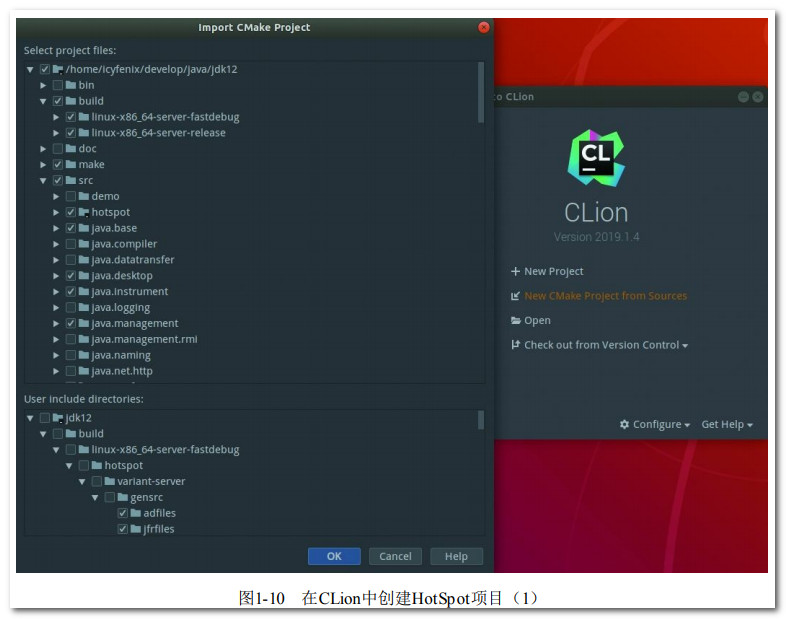 Import CMake Project
Select project files:
/home/icyfenix/develop/java/jdk12
bin
build
linux-x86_64-server-fastdebug
linux-x86_64-server-release
doc
make
src
demo
hotspot
java.base
java.compiler
java.datatransfer
java.desktop
java.instrument
java.logging
java.management
java.management.rmi
java.naming
java.net.http
User include directories:
jdk12
build
linux-x86_64-server-fastdebug
hotspot
variant-server
gensrc
adfiles
jfrfiles
OK Cancel Help
to CLion
CL
CLion
Version 2019.1.4
New Project
New CMake Project from Sources
Open
Check out from Version Control
Configure Get Help
图1-10 在CLion中创建HotSpot项目（1）